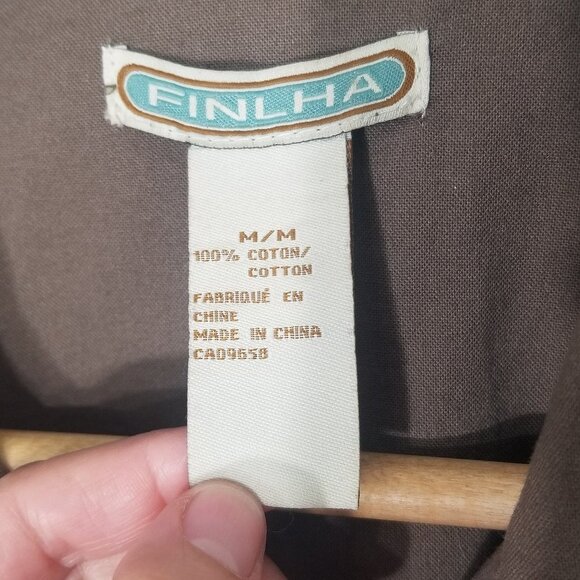 FINLHA
M/M
100% COTON/
COTTON
FABRIQUÉ EN
CHINE
MADE IN CHINA
CA09658